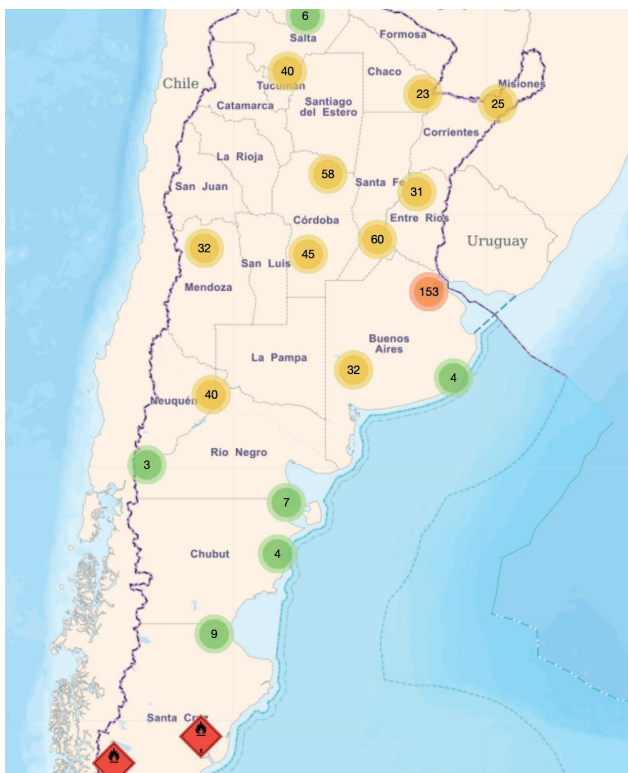 6
Salta
Formosa
40
Tucumán
Chaco
Chile
23
Misiones
25
Catamarca
Santiago
del Estero
Corrientes
La Rioja
58
Santa Fe
31
San Juan
Entre Ríos
Córdoba
60
Uruguay
32
45
San Luis
Mendoza
153
Buenos
Aires
La Pampa
32
4
Neuquén
40
Río Negro
3
7
Chubut
4
9
Santa Cruz